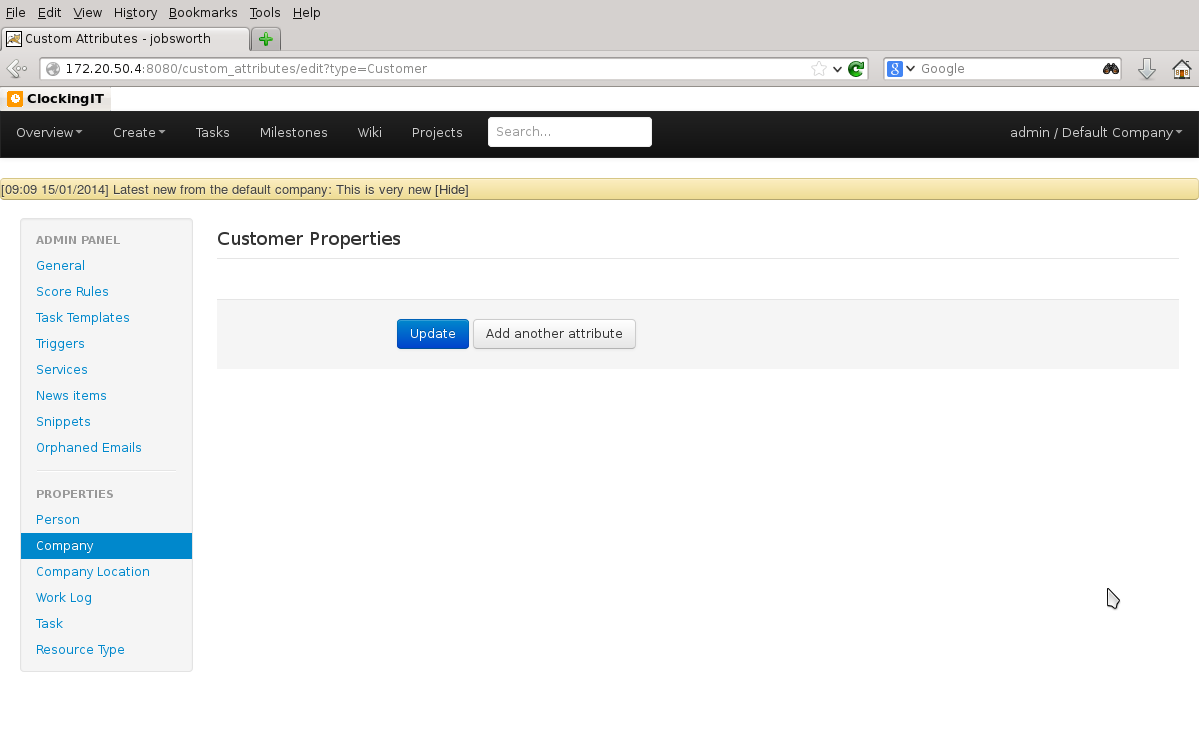 File Edit View History Bookmarks Tools Help
Custom Attributes - jobsworth
172.20.50.4:8080/custom_attributes/edit?type=Customer
Google
ClockingIT
Overview Create Tasks Milestones Wiki Projects Search... admin / Default Company
[09:09 15/01/2014] Latest new from the default company: This is very new [Hide]
ADMIN PANEL
General
Score Rules
Task Templates
Triggers
Services
News items
Snippets
Orphaned Emails
PROPERTIES
Person
Company
Company Location
Work Log
Task
Resource Type
Customer Properties
Update Add another attribute